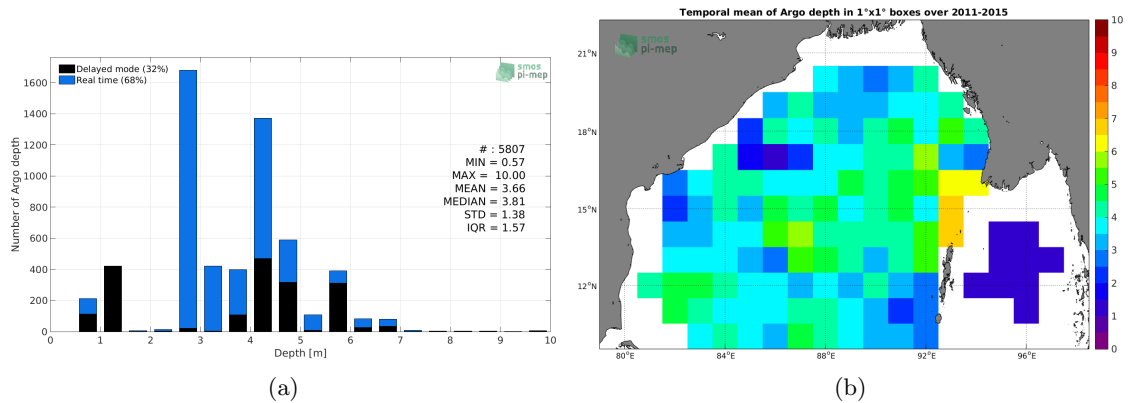 Delayed mode (32%)
Real time (68%)
smos
pi-mep
# : 5807
MIN = 0.57
MAX = 10.00
MEAN = 3.66
MEDIAN = 3.81
STD = 1.38
IQR = 1.57
Number of Argo depth
1600
1400
1200
1000
800
600
400
200
0
0 1 2 3 4 5 6 7 8 9 10
Depth [m]
(a)
Temporal mean of Argo depth in 1°x1° boxes over 2011-2015
smos
pi-mep
21°N
18°N
15°N
12°N
80°E 84°E 88°E 92°E 96°E
10
9
8
7
6
5
4
3
2
1
0
(b)